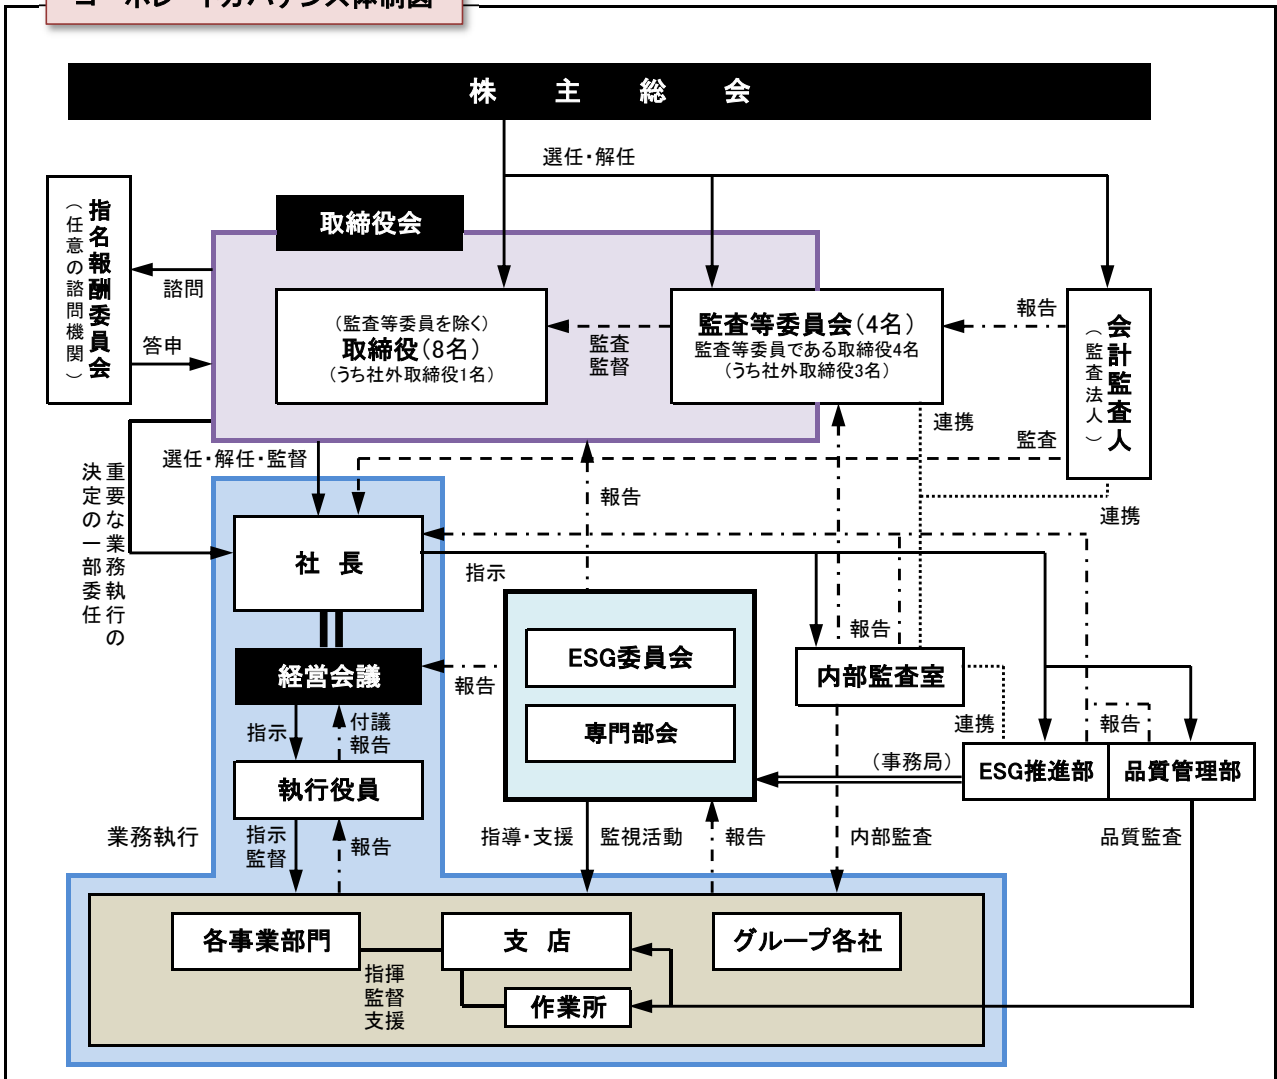 コーポレートガバナンス体制図
株主総会
選任・解任
取締役会
指名報酬委員会
（任意の諮問機関）
諮問
答申
（監査等委員を除く）
取締役（8名）
（うち社外取締役1名）
監査
監督
監査等委員会（4名）
監査等委員である取締役4名
（うち社外取締役3名）
報告
会計監査人
（監査法人）
連携
監査
連携
選任・解任・監督
重要な業務執行の
決定の一部委任
報告
社長
指示
経営会議
報告
ESG委員会
専門部会
報告
内部監査室
連携
報告
指示
付議
報告
（事務局）
ESG推進部
品質管理部
執行役員
業務執行
指示
監督
報告
指導・支援
監視活動
報告
内部監査
品質監査
各事業部門
支店
グループ各社
指揮
監督
支援
作業所